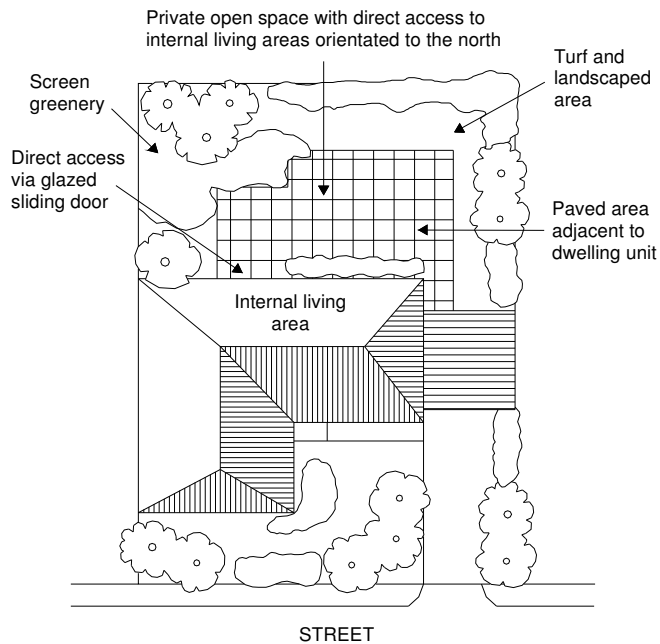 Private open space with direct access to
internal living areas orientated to the north
Screen
greenery
Turf and
landscaped
area
Direct access
via glazed
sliding door
Paved area
adjacent to
dwelling unit
Internal living
area
STREET